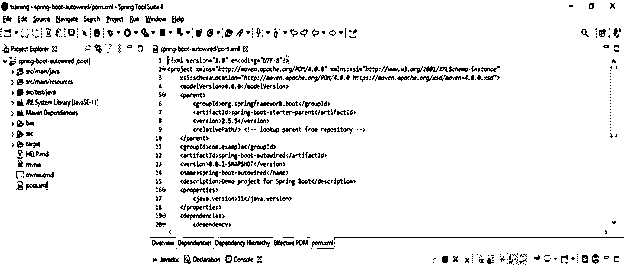 training - spring-boot-autowired/pom.xml - Spring Tool Suite 4
File Edit Source Navigate Search Project Run Window Help
Project Explorer
spring-boot-autowired [boot]
src/main/java
src/main/resources
src/test/java
JRE System Library [JavaSE-11]
Maven Dependencies
bin
src
target
HELP.md
mvnw
mvnw.cmd
pom.xml
spring-boot-autowired/pom.xml
1 <?xml version="1.0" encoding="UTF-8"?>
2 <project xmlns="http://maven.apache.org/POM/4.0.0" xmlns:xsi="http://www.w3.org/2001/XMLSchema-instance"
3 xsi:schemaLocation="http://maven.apache.org/POM/4.0.0 https://maven.apache.org/xsd/maven-4.0.0.xsd">
4 <modelVersion>4.0.0</modelVersion>
5 <parent>
6 <groupId>org.springframework.boot</groupId>
7 <artifactId>spring-boot-starter-parent</artifactId>
8 <version>2.5.5</version>
9 <relativePath/> <!-- lookup parent from repository -->
10 </parent>
11 <groupId>com.example</groupId>
12 <artifactId>spring-boot-autowired</artifactId>
13 <version>0.0.1-SNAPSHOT</version>
14 <name>spring-boot-autowired</name>
15 <description>Demo project for Spring Boot</description>
16 <properties>
17 <java.version>11</java.version>
18 </properties>
19 <dependencies>
20 <dependency>
Overview Dependencies Dependency Hierarchy Effective POM pom.xml
Javadoc Declaration Console